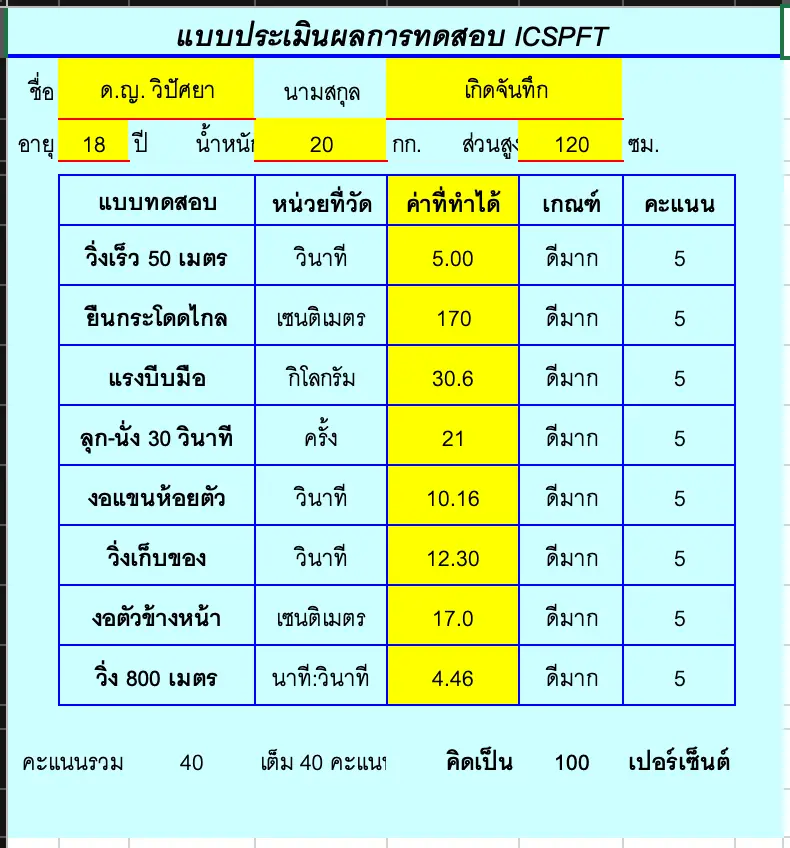 แบบประเมินผลการทดสอบ ICSPFT
ชื่อ ด.ญ. วิปัศยา นามสกุล เกิดจันทึก
อายุ 18 ปี น้ำหนัก 20 กก. ส่วนสูง 120 ซม.
แบบทดสอบ หน่วยที่วัด ค่าที่ทำได้ เกณฑ์ คะแนน
วิ่งเร็ว 50 เมตร วินาที 5.00 ดีมาก 5
ยืนกระโดดไกล เซนติเมตร 170 ดีมาก 5
แรงบีบมือ กิโลกรัม 30.6 ดีมาก 5
ลุก-นั่ง 30 วินาที ครั้ง 21 ดีมาก 5
งอแขนห้อยตัว วินาที 10.16 ดีมาก 5
วิ่งเก็บของ วินาที 12.30 ดีมาก 5
งอตัวข้างหน้า เซนติเมตร 17.0 ดีมาก 5
วิ่ง 800 เมตร นาที:วินาที 4.46 ดีมาก 5
คะแนนรวม 40 เต็ม 40 คะแนน คิดเป็น 100 เปอร์เซ็นต์